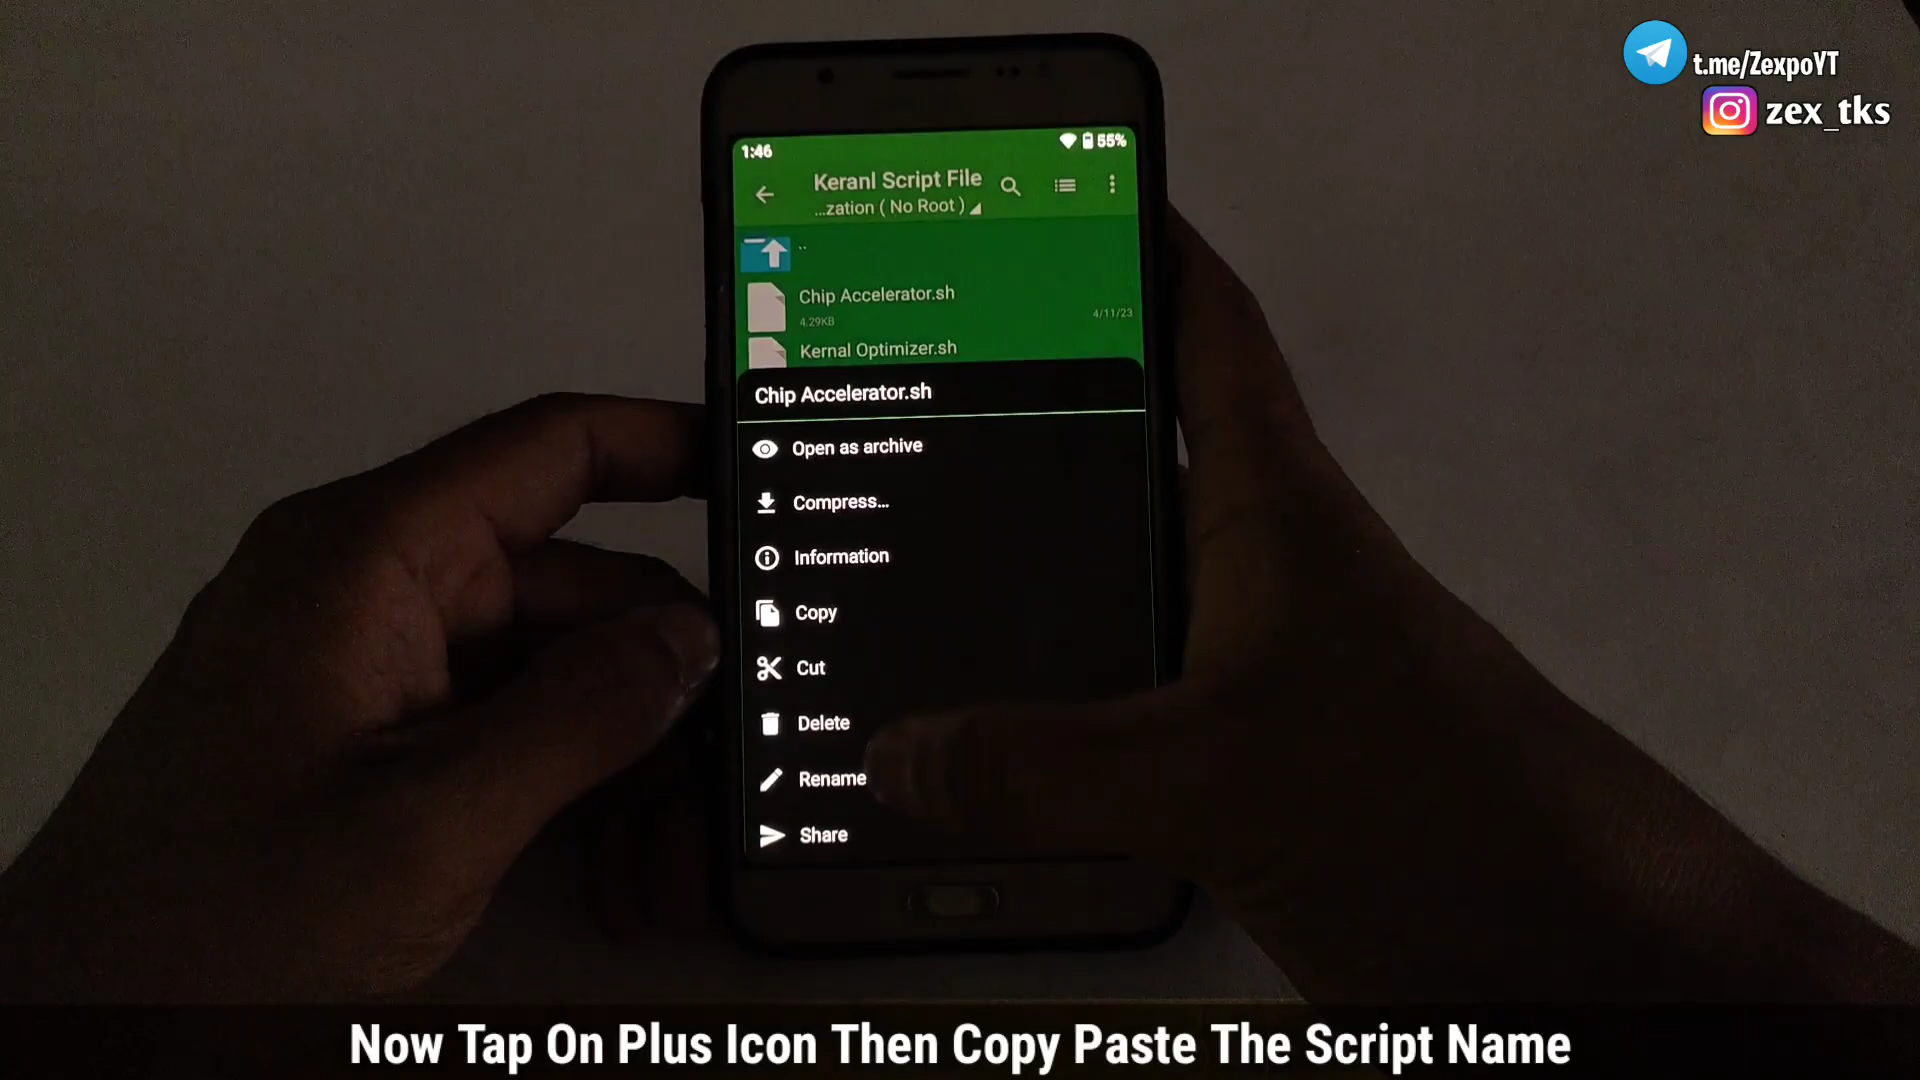 t.me/ZexpoYT
zex_tks
1:46
55%
Keranl Script File
...zation ( No Root )
..
Chip Accelerator.sh
4.29KB
4/11/23
Kernal Optimizer.sh
Chip Accelerator.sh
Open as archive
Compress...
Information
Copy
Cut
Delete
Rename
Share
Now Tap On Plus Icon Then Copy Paste The Script Name